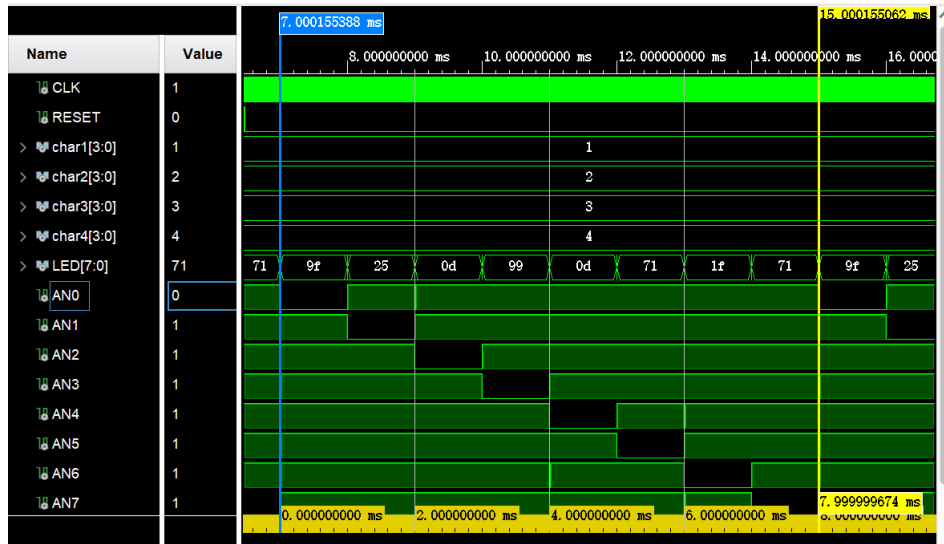 7.000155388 ms
15.000155062 ms
Name Value
8.000000000 ms 10.000000000 ms 12.000000000 ms 14.000000000 ms 16.0000
CLK 1
RESET 0
char1[3:0] 1 1
char2[3:0] 2 2
char3[3:0] 3 3
char4[3:0] 4 4
LED[7:0] 71 71 9f 25 0d 99 0d 71 1f 71 9f 25
AN0 0
AN1 1
AN2 1
AN3 1
AN4 1
AN5 1
AN6 1
AN7 1
7.999999674 ms
0.000000000 ms 2.000000000 ms 4.000000000 ms 6.000000000 ms 8.000000000 ms